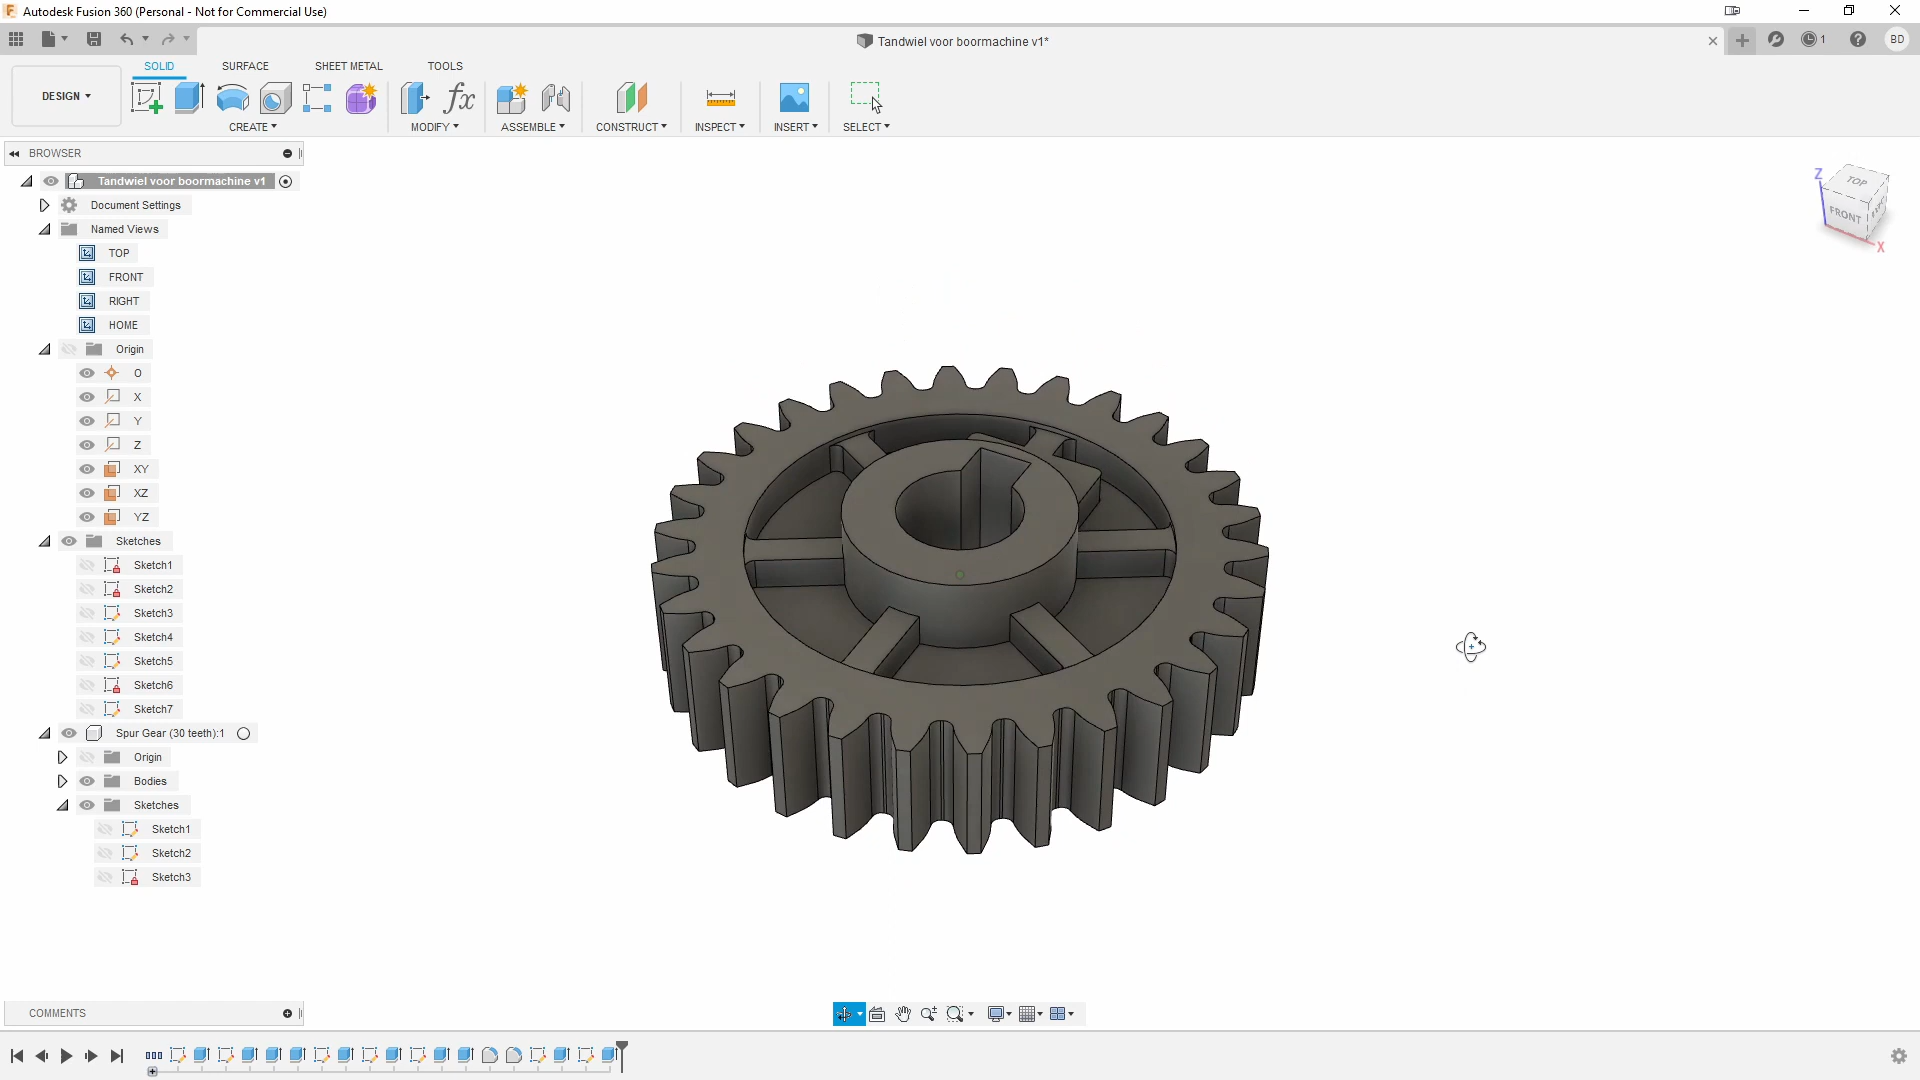 Autodesk Fusion 360 (Personal - Not for Commercial Use)
Tandwiel voor boormachine v1*
1
BD
SOLID SURFACE SHEET METAL TOOLS
DESIGN
fx
CREATE MODIFY ASSEMBLE CONSTRUCT INSPECT INSERT SELECT
BROWSER
Tandwiel voor boormachine v1
Document Settings
Named Views
TOP
FRONT
RIGHT
HOME
Origin
O
X
Y
Z
XY
XZ
YZ
Sketches
Sketch1
Sketch2
Sketch3
Sketch4
Sketch5
Sketch6
Sketch7
Spur Gear (30 teeth):1
Origin
Bodies
Sketches
Sketch1
Sketch2
Sketch3
Z
TOP
FRONT
X
COMMENTS